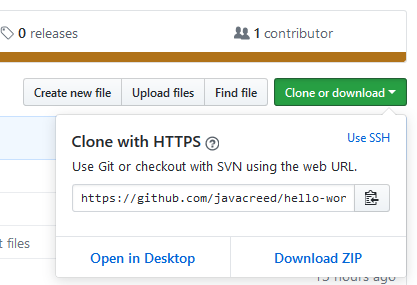 0 releases
1 contributor
Create new file Upload files Find file Clone or download
Clone with HTTPS ?
Use SSH
Use Git or checkout with SVN using the web URL.
https://github.com/javacreed/hello-wor
t files
Open in Desktop Download ZIP
15 hours ago